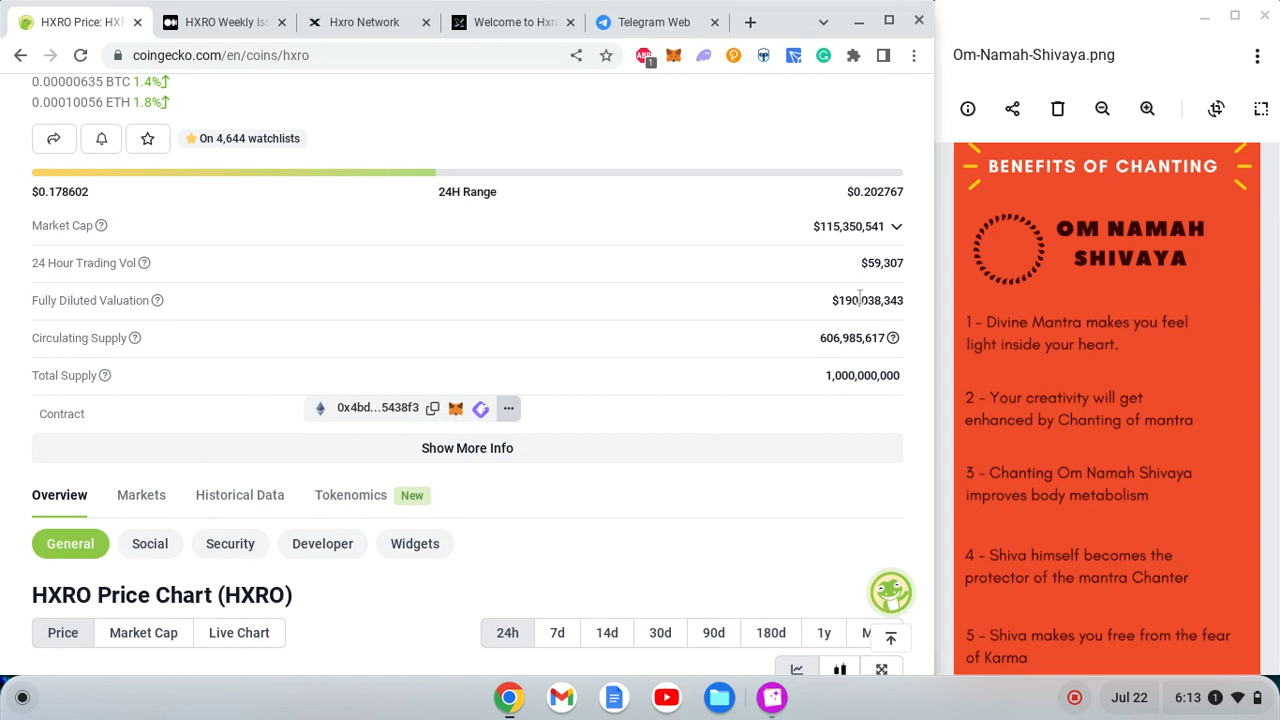 HXRO Price: HX
HXRO Weekly Iss
Hxro Network
Welcome to Hxro
Telegram Web
coingecko.com/en/coins/hxro
1
0.00000635 BTC 1.4%
0.00010056 ETH 1.8%
On 4,644 watchlists
$0.178602
24H Range
$0.202767
Market Cap
$115,350,541
24 Hour Trading Vol
$59,307
Fully Diluted Valuation
$190,038,343
Circulating Supply
606,985,617
Total Supply
1,000,000,000
Contract
0x4bd...5438f3
Show More Info
Overview
Markets
Historical Data
Tokenomics
New
General
Social
Security
Developer
Widgets
HXRO Price Chart (HXRO)
Price
Market Cap
Live Chart
24h
7d
14d
30d
90d
180d
1y
Om-Namah-Shivaya.png
BENEFITS OF CHANTING
OM NAMAH
SHIVAYA
1 - Divine Mantra makes you feel
light inside your heart.
2 - Your creativity will get
enhanced by Chanting of mantra
3 - Chanting Om Namah Shivaya
improves body metabolism
4 - Shiva himself becomes the
protector of the mantra Chanter
5 - Shiva makes you free from the fear
of Karma
Jul 22
6:13
1